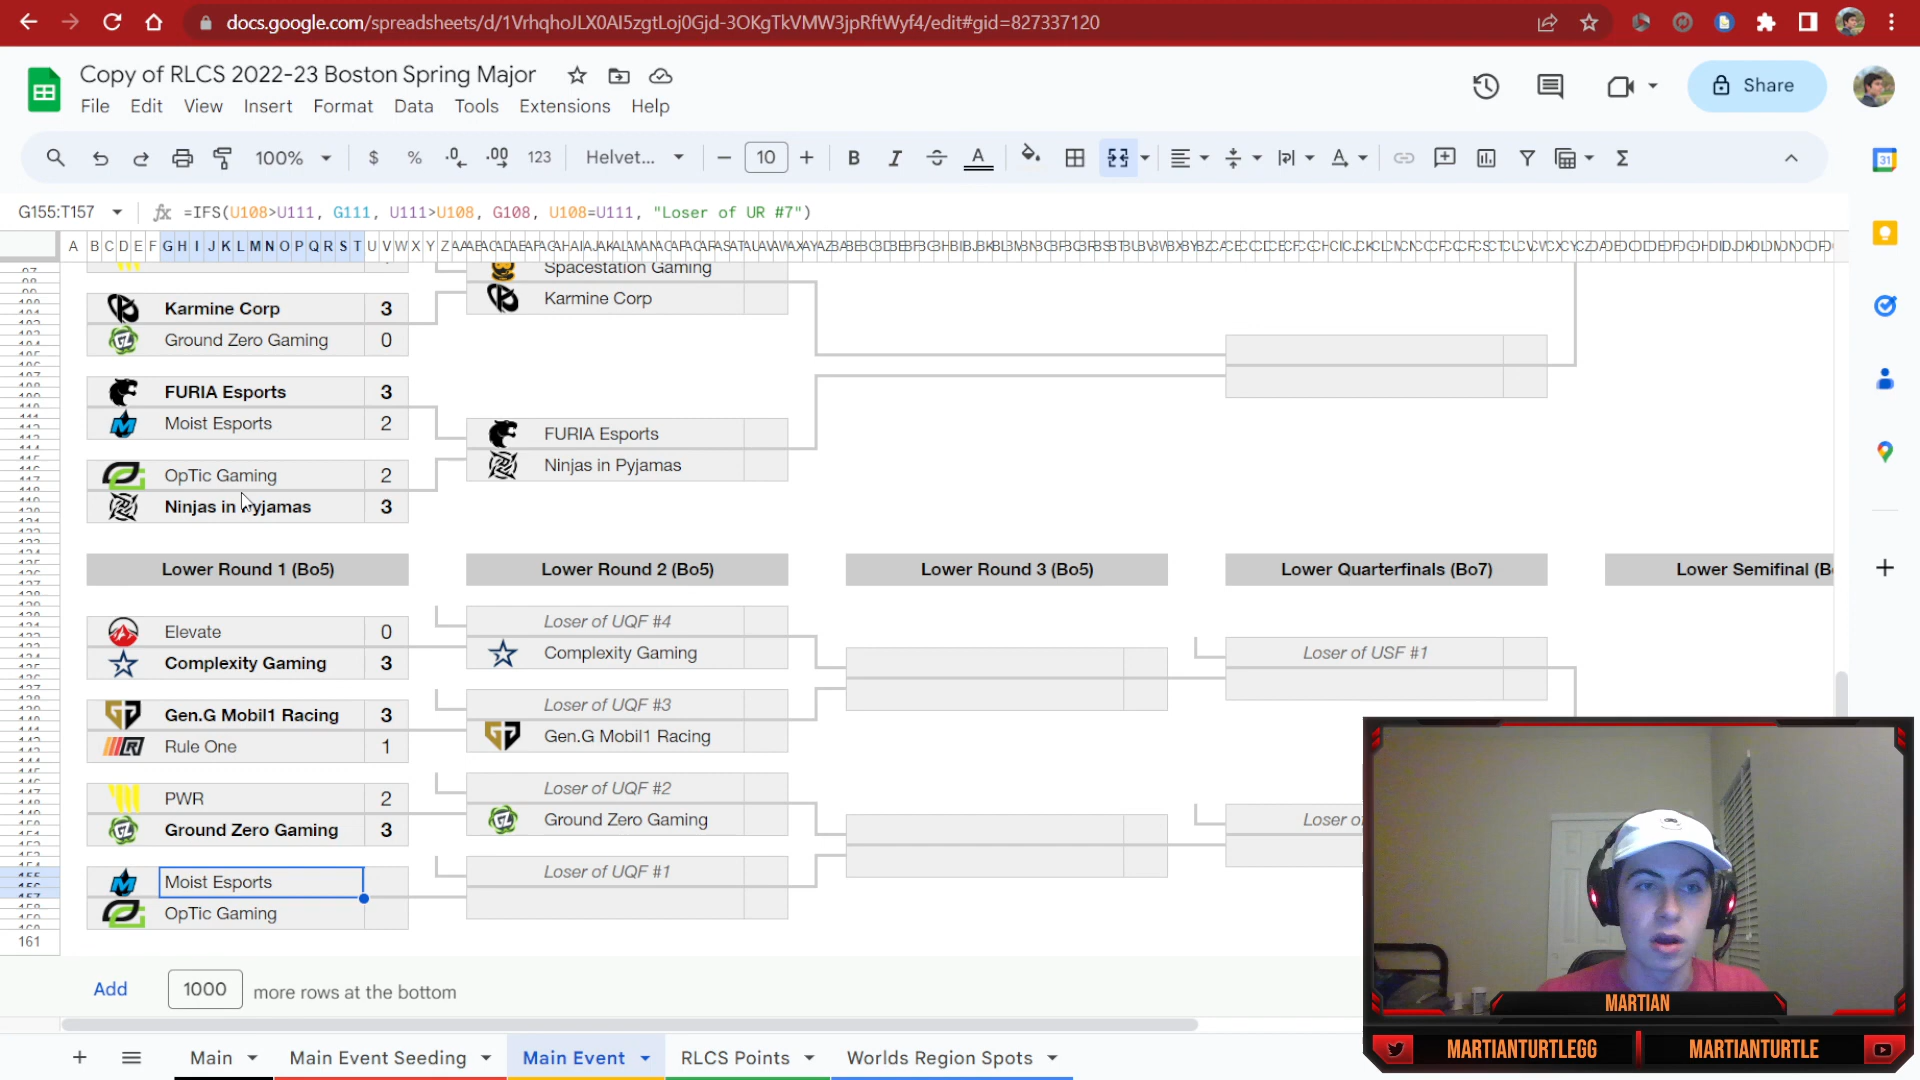 docs.google.com/spreadsheets/d/1VrhqhoJLX0AI5zgtLoj0Gjd-3OKgTkVMW3jpRftWyf4/edit#gid=827337120
Copy of RLCS 2022-23 Boston Spring Major
File Edit View Insert Format Data Tools Extensions Help
Share
100% $ % .0 .00 123 Helvet... 10 B I A
G155:T157 fx =IFS(U108>U111, G111, U111>U108, G108, U108=U111, "Loser of UR #7")
Spacestation Gaming
Karmine Corp 3
Karmine Corp
Ground Zero Gaming 0
FURIA Esports 3
Moist Esports 2
FURIA Esports
Ninjas in Pyjamas
OpTic Gaming 2
Ninjas in Pyjamas 3
Lower Round 1 (Bo5) Lower Round 2 (Bo5) Lower Round 3 (Bo5) Lower Quarterfinals (Bo7) Lower Semifinal (B
Elevate 0
Complexity Gaming 3
Loser of UQF #4
Complexity Gaming
Loser of USF #1
Gen.G Mobil1 Racing 3
Rule One 1
Loser of UQF #3
Gen.G Mobil1 Racing
PWR 2
Ground Zero Gaming 3
Loser of UQF #2
Ground Zero Gaming
Loser of
Moist Esports
OpTic Gaming
Loser of UQF #1
161
Add 1000 more rows at the bottom
Main Main Event Seeding Main Event RLCS Points Worlds Region Spots
MARTIAN
MARTIANTURTLEGG MARTIANTURTLE